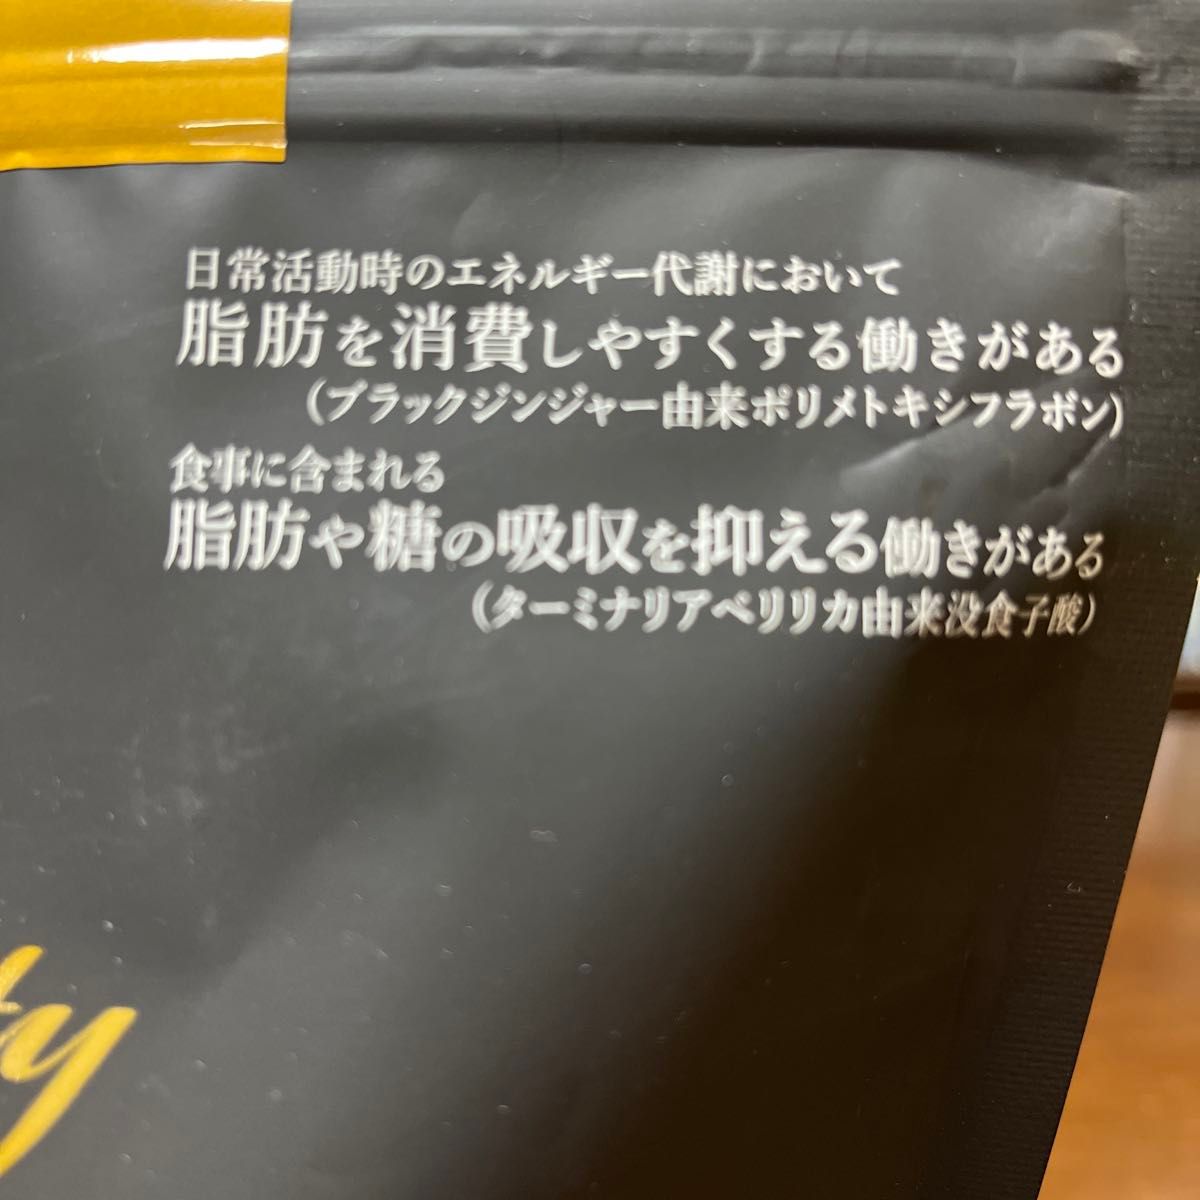 日常活動時のエネルギー代謝において
脂肪を消費しやすくする働きがある
(ブラックジンジャー由来ポリメトキシフラボン)
食事に含まれる
脂肪や糖の吸収を抑える働きがある
(ターミナリアベリリカ由来没食子酸)
ty